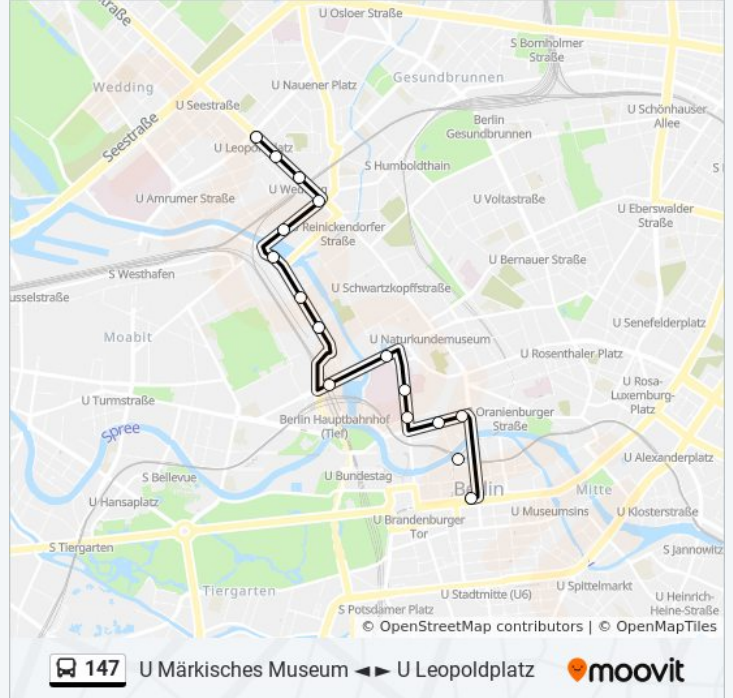 raße
U Osloer Straße
S Bornholmer
Straße
Wedding
U Nauener Platz
Gesundbrunnen
U Seestraße
U Schönhauser
Allee
Seestraße
Berlin
Gesundbrunnen
U Leopoldplatz
S Humboldthain
S
U Wedding
U Amrumer Straße
U Voltastraße
U Eberswalder
Straße
Reinickendorfer
Straße
U Bernauer Straße
S Westhafen
U Schwartzkopffstraße
usselstraße
U Senefelderplatz
Moabit
U Naturkundemuseum
U Rosenthaler Platz
U Rosa-
Luxemburg-
Platz
U Turmstraße
Oranienburger
Straße
Berlin Hauptbahnhof
(Tief)
Spree
U Alexanderplatz
S Bellevue
U Bundestag
Berlin
Mitte
U Hansaplatz
U Museumsins
U Klosterstraße
U Brandenburger
Tor
S Tiergarten
S Jannowitz
Tiergarten
U Stadtmitte (U6)
U Spittelmarkt
U Heinrich-
Heine-Straße
S Potsdamer Platz
© OpenStreetMap contributors | © OpenMapTiles
147 U Märkisches Museum ◄► U Leopoldplatz moovit